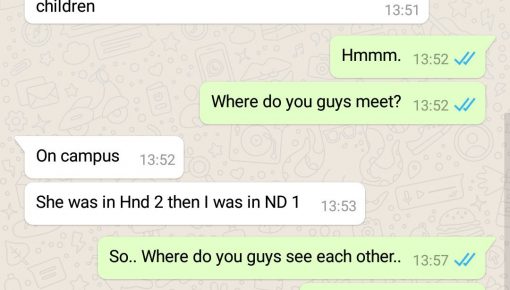 children
13:51
Hmmm. 13:52
Where do you guys meet? 13:52
On campus 13:52
She was in Hnd 2 then I was in ND 1 13:53
So.. Where do you guys see each other.. 13:57